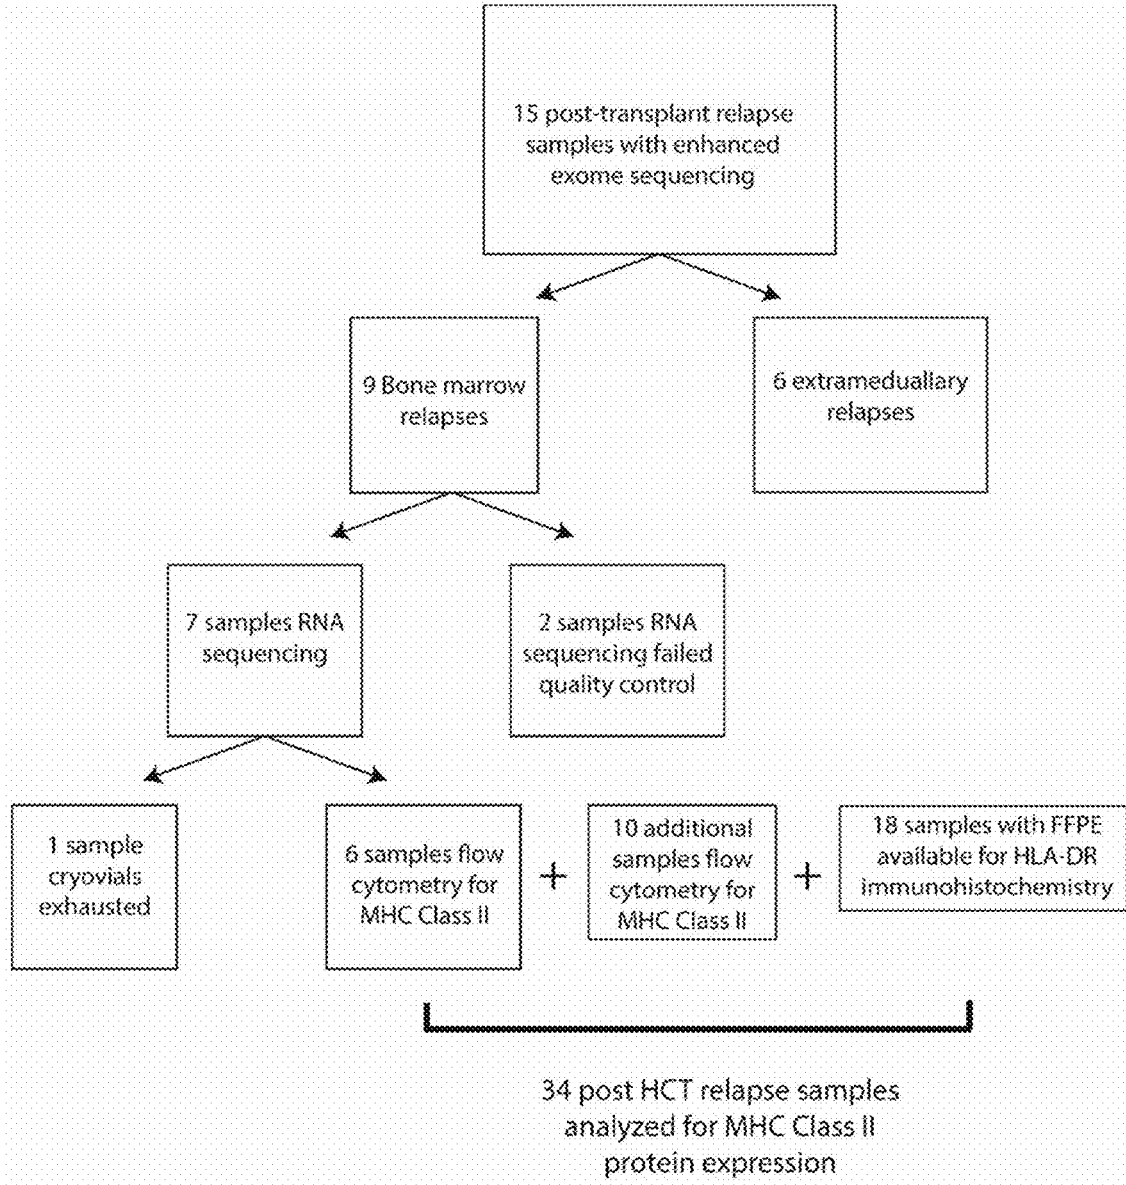 15 post-transplant relapse
samples with enhanced
exome sequencing
9 Bone marrow
relapses
6 extrameduallary
relapses
7 samples RNA
sequencing
2 samples RNA
sequencing failed
quality control
1 sample
cryovials
exhausted
6 samples flow
cytometry for
MHC Class II
+
10 additional
samples flow
cytometry for
MHC Class II
+
18 samples with FFPE
available for HLA-DR
immunohistochemistry
34 post HCT relapse samples
analyzed for MHC Class II
protein expression